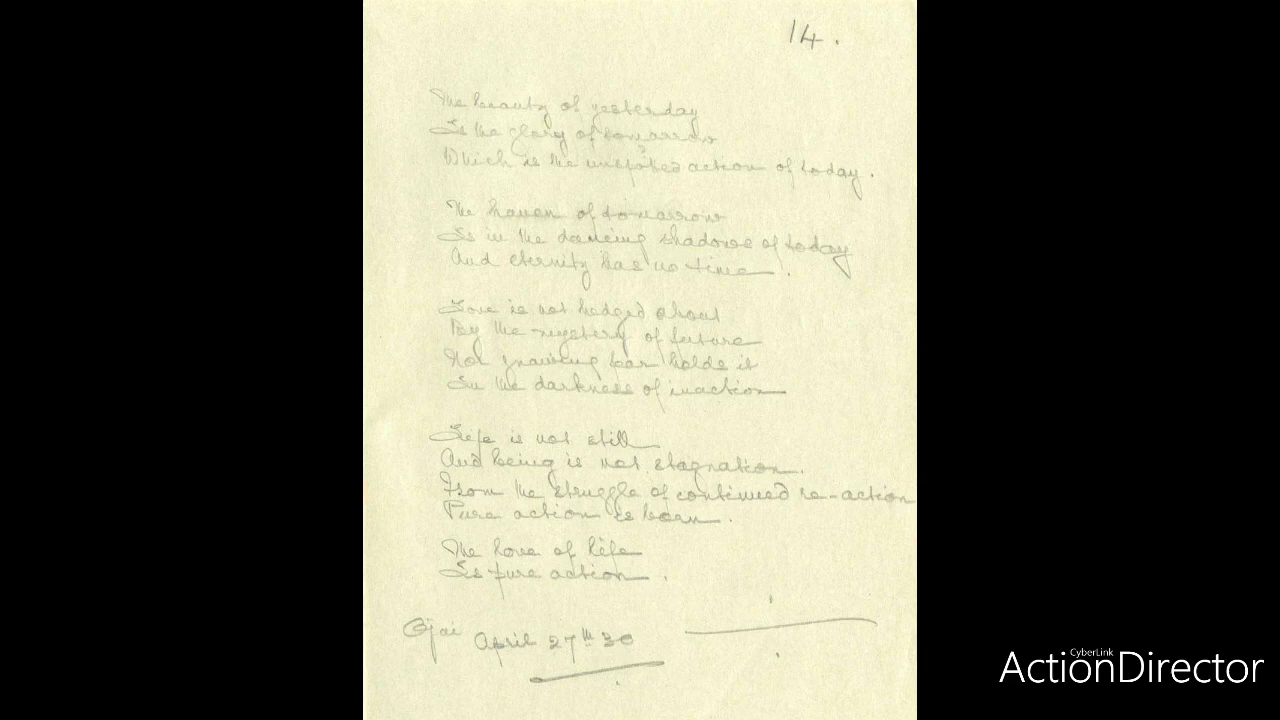 14.
The beauty of yesterday
Is the glory of tomorrow
Which is the unspoiled action of today.
The haven of tomorrow
Is in the dancing shadows of today
And eternity has no time.
Love is not hedged about
By the mystery of future
Nor gnawing fear holds it
In the darkness of inaction
Life is not still
And being is not stagnation.
From the struggle of continued re-action
Pure action is born.
The love of life
Is pure action.
Ojai April 27th 30
CyberLink
ActionDirector